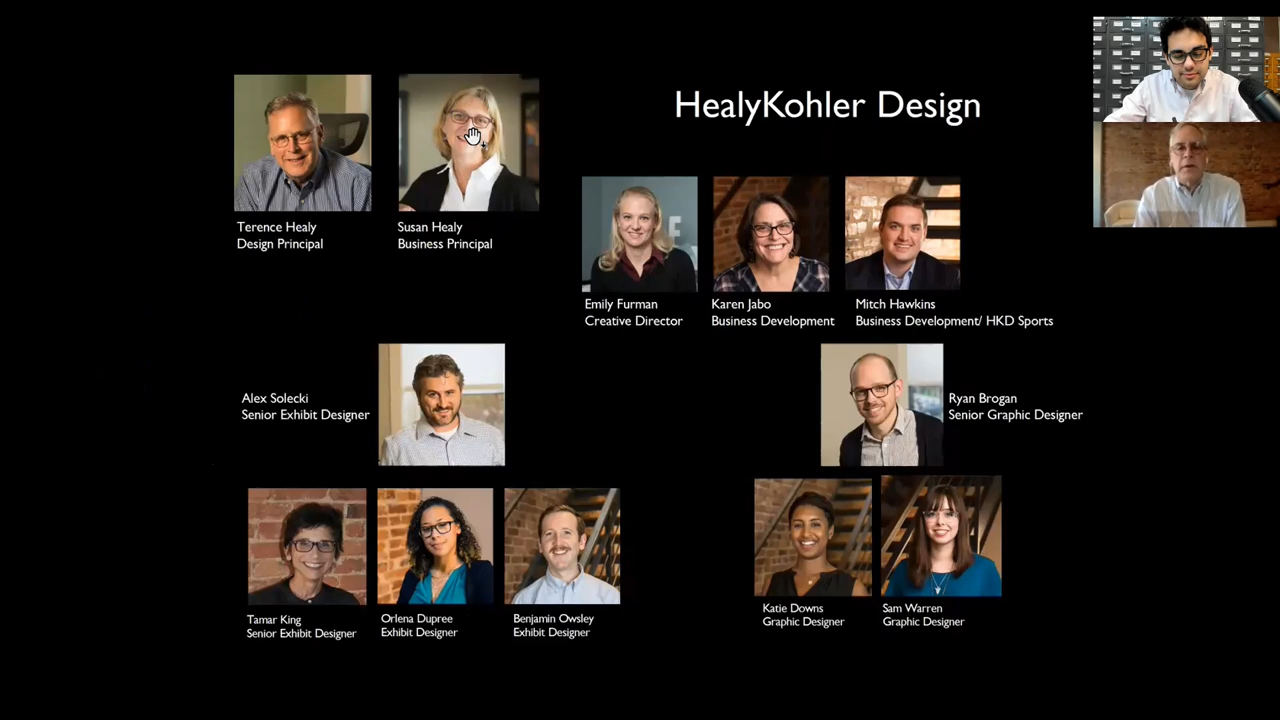 HealyKohler Design
Terence Healy
Design Principal
Susan Healy
Business Principal
Emily Furman
Creative Director
Karen Jabo
Business Development
Mitch Hawkins
Business Development/ HKD Sports
Alex Solecki
Senior Exhibit Designer
Ryan Brogan
Senior Graphic Designer
Tamar King
Senior Exhibit Designer
Orlena Dupree
Exhibit Designer
Benjamin Owsley
Exhibit Designer
Katie Downs
Graphic Designer
Sam Warren
Graphic Designer